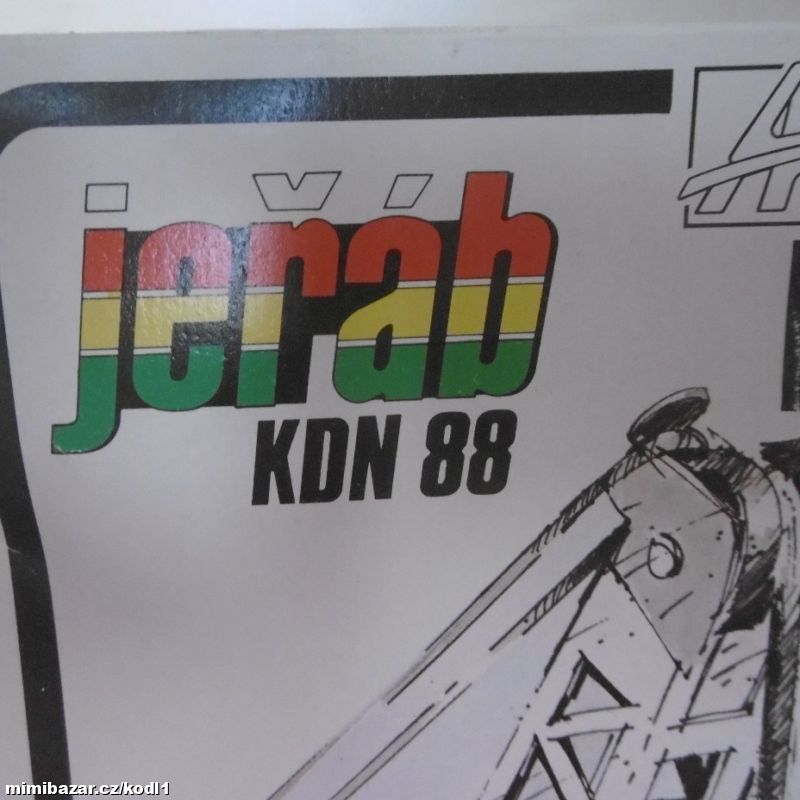 jeřáb
KDN 88
mimibazar.cz/kodl1